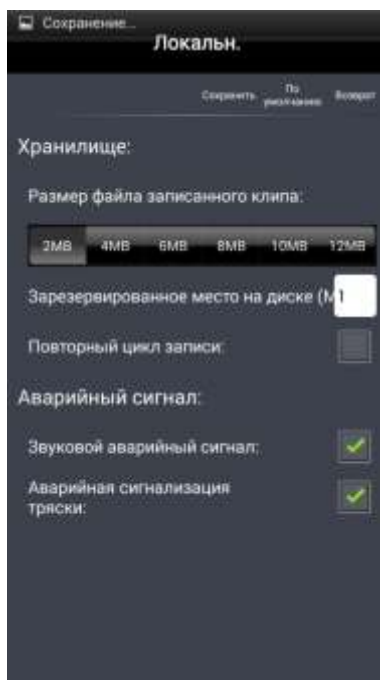 Сохранение...
Локальн.
Сохранить По умолчанию Возврат
Хранилище:
Размер файла записанного клипа:
2MB 4MB 6MB 8MB 10MB 12MB
Зарезервированное место на диске (М 1
Повторный цикл записи:
Аварийный сигнал:
Звуковой аварийный сигнал:
Аварийная сигнализация
тряски: